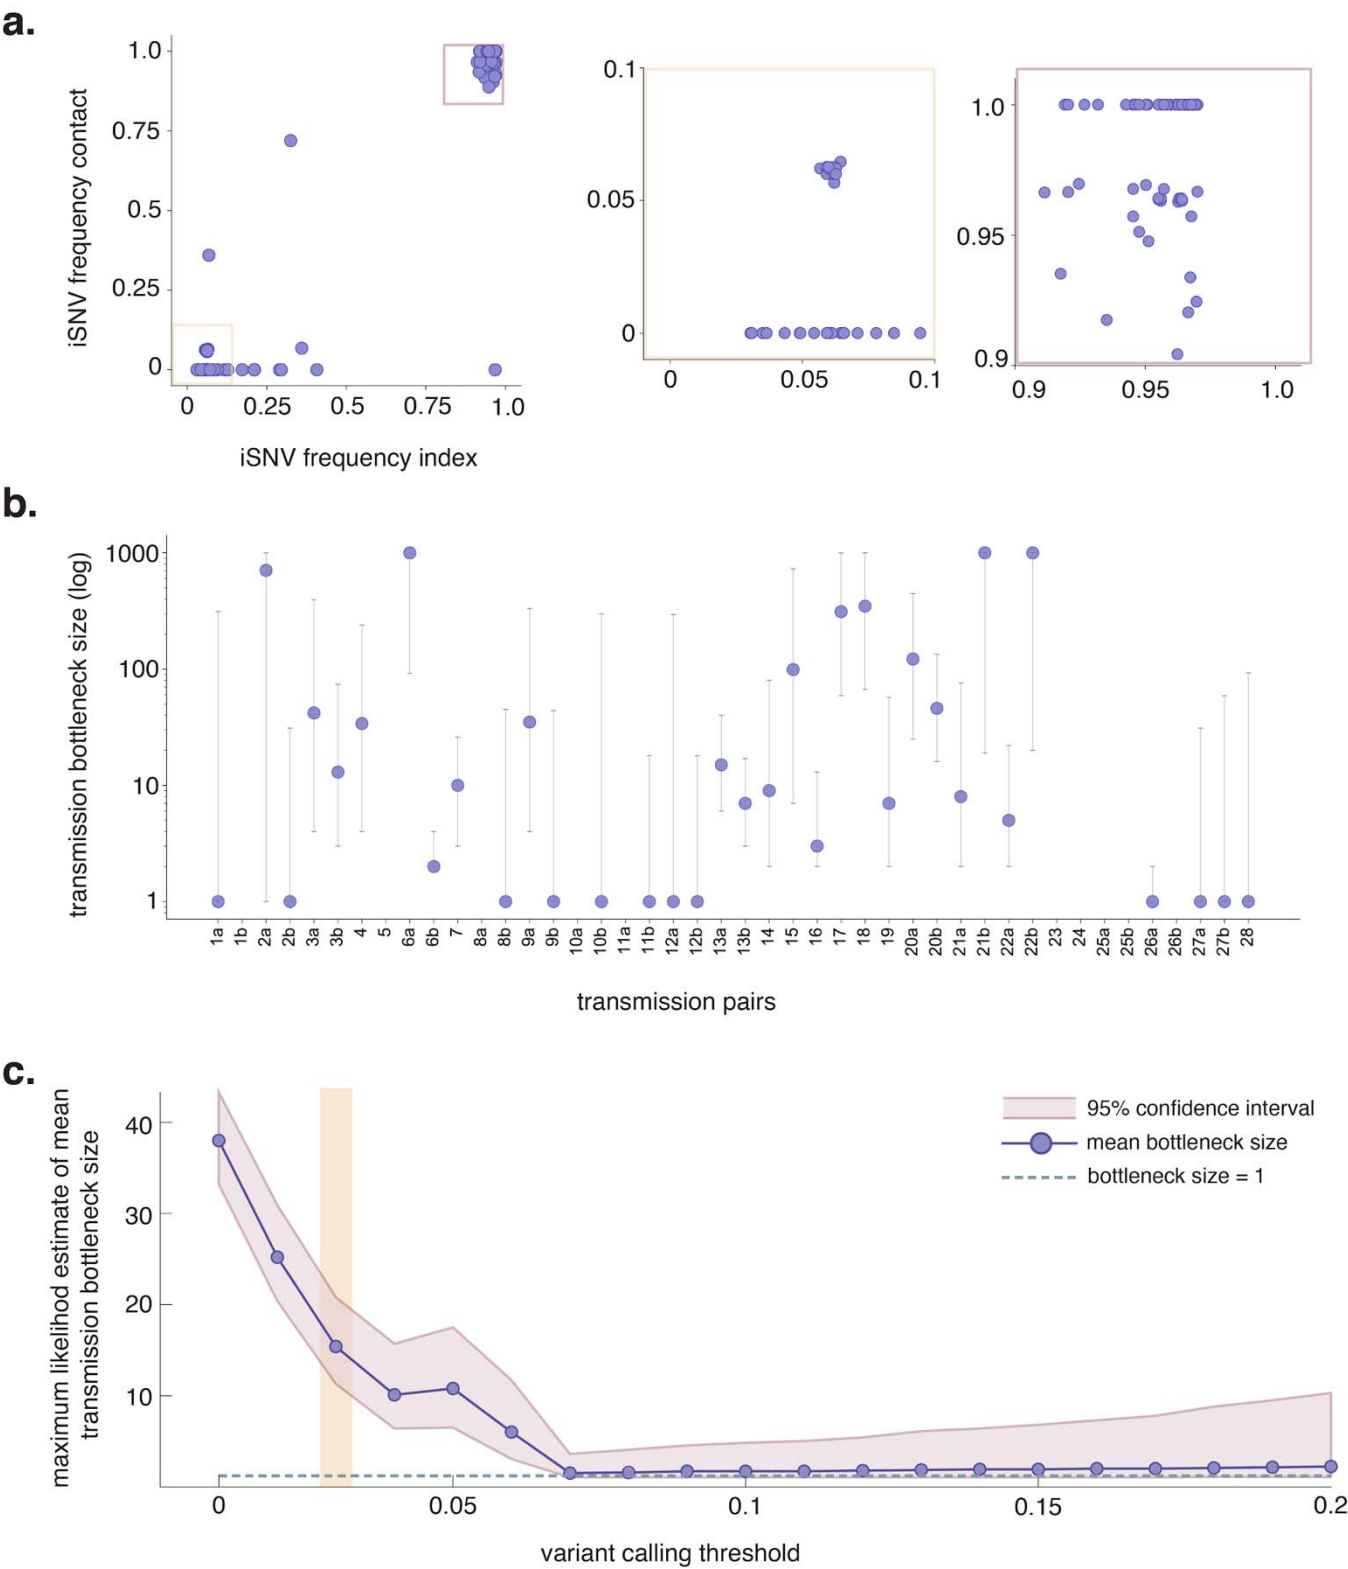 a.
1.0
0.75
0.5
0.25
0
0 0.25 0.5 0.75 1.0
iSNV frequency contact
iSNV frequency index
0.1
0.05
0
0 0.05 0.1
1.0
0.95
0.9
0.9 0.95 1.0
b.
transmission bottleneck size (log)
1000
100
10
1
1a 1b 2a 2b 3a 3b 4 5 6a 6b 7 8a 8b 9a 9b 10a 10b 11a 11b 12a 12b 13a 13b 14 15 16 17 18 19 20a 20b 21a 21b 22a 22b 23 24 25a 25b 26a 26b 27a 27b 28
transmission pairs
c.
maximum likelihod estimate of mean
transmission bottleneck size
40
30
20
10
95% confidence interval
mean bottleneck size
bottleneck size = 1
0 0.05 0.1 0.15 0.2
variant calling threshold